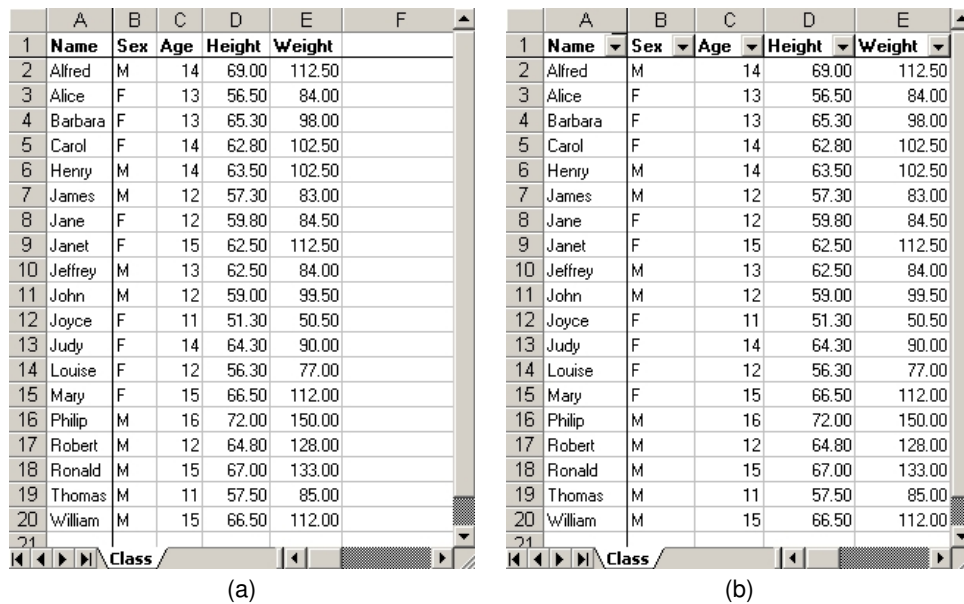 A B C D E F
1 Name Sex Age Height Weight
2 Alfred M 14 69.00 112.50
3 Alice F 13 56.50 84.00
4 Barbara F 13 65.30 98.00
5 Carol F 14 62.80 102.50
6 Henry M 14 63.50 102.50
7 James M 12 57.30 83.00
8 Jane F 12 59.80 84.50
9 Janet F 15 62.50 112.50
10 Jeffrey M 13 62.50 84.00
11 John M 12 59.00 99.50
12 Joyce F 11 51.30 50.50
13 Judy F 14 64.30 90.00
14 Louise F 12 56.30 77.00
15 Mary F 15 66.50 112.00
16 Philip M 16 72.00 150.00
17 Robert M 12 64.80 128.00
18 Ronald M 15 67.00 133.00
19 Thomas M 11 57.50 85.00
20 William M 15 66.50 112.00
21
Class
(a)
A B C D E
1 Name Sex Age Height Weight
2 Alfred M 14 69.00 112.50
3 Alice F 13 56.50 84.00
4 Barbara F 13 65.30 98.00
5 Carol F 14 62.80 102.50
6 Henry M 14 63.50 102.50
7 James M 12 57.30 83.00
8 Jane F 12 59.80 84.50
9 Janet F 15 62.50 112.50
10 Jeffrey M 13 62.50 84.00
11 John M 12 59.00 99.50
12 Joyce F 11 51.30 50.50
13 Judy F 14 64.30 90.00
14 Louise F 12 56.30 77.00
15 Mary F 15 66.50 112.00
16 Philip M 16 72.00 150.00
17 Robert M 12 64.80 128.00
18 Ronald M 15 67.00 133.00
19 Thomas M 11 57.50 85.00
20 William M 15 66.50 112.00
21
Class
(b)